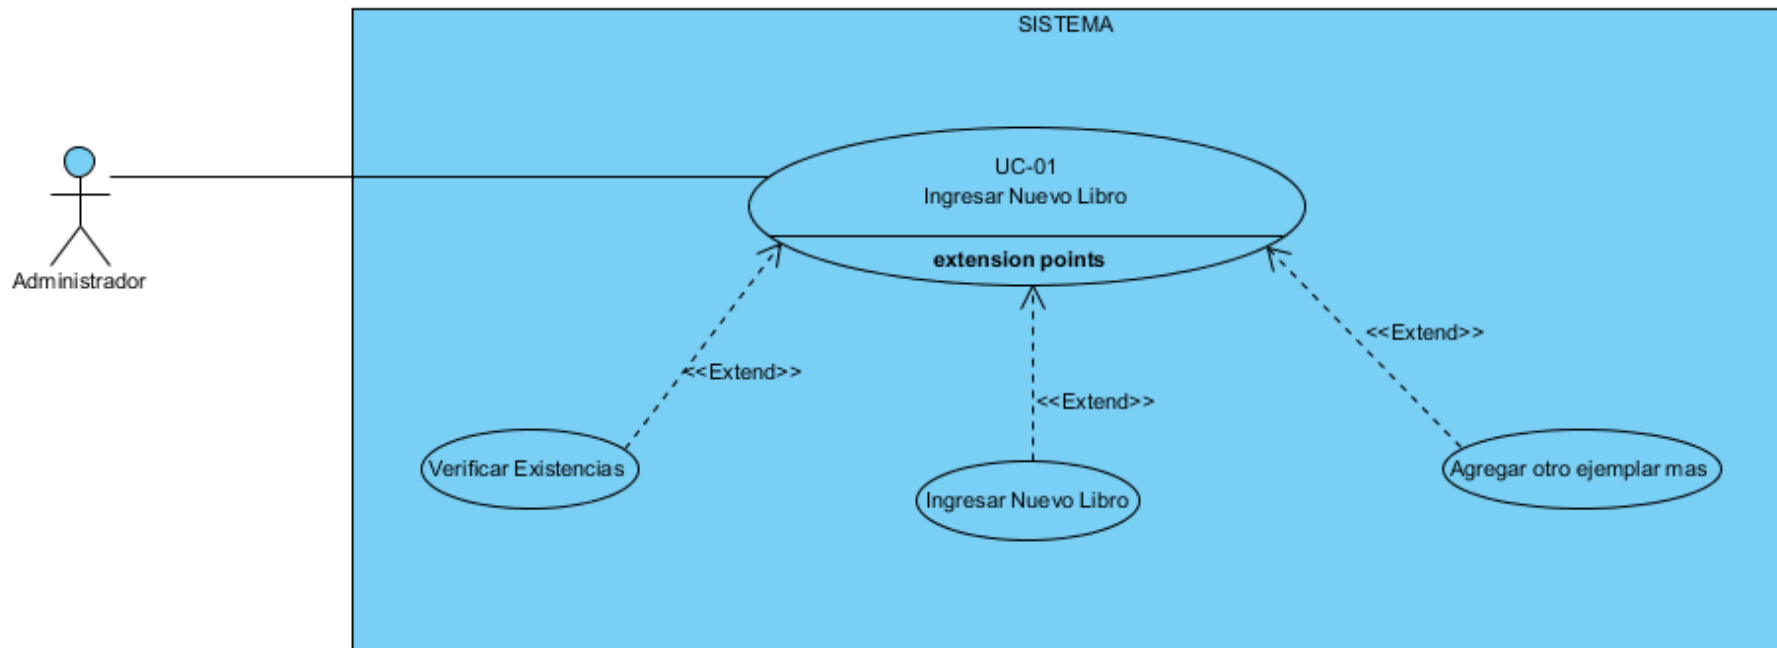 SISTEMA
UC-01
Ingresar Nuevo Libro
extension points
Administrador
<<Extend>>
<<Extend>>
<<Extend>>
Verificar Existencias
Ingresar Nuevo Libro
Agregar otro ejemplar mas